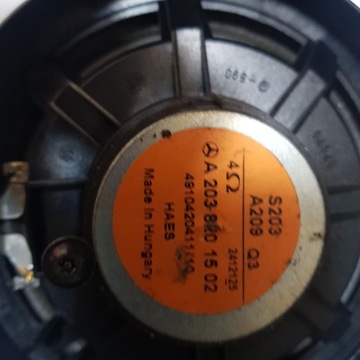 S203
A209 Q3
4Ω 2412125
A 203 820 15 02
4910420411
HAES
Made in Hungary